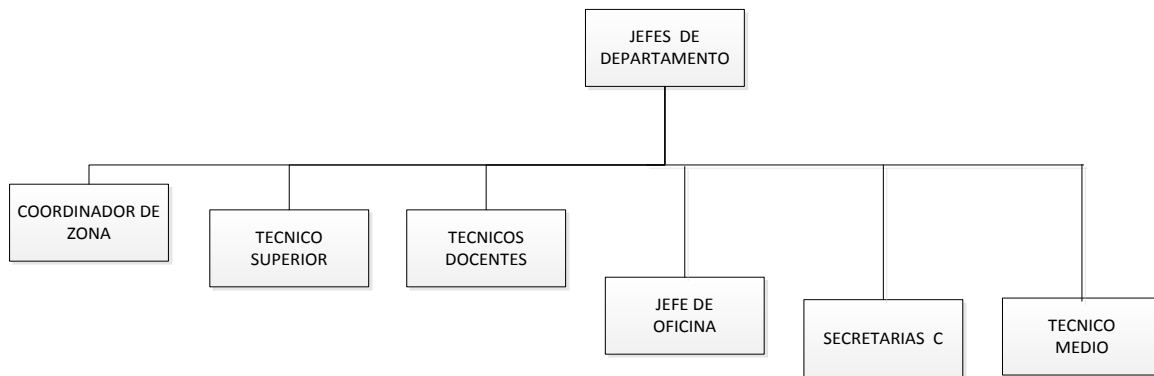 JEFES DE
DEPARTAMENTO
COORDINADOR DE
ZONA
TECNICO
SUPERIOR
TECNICOS
DOCENTES
JEFE DE
OFICINA
SECRETARIAS C
TECNICO
MEDIO